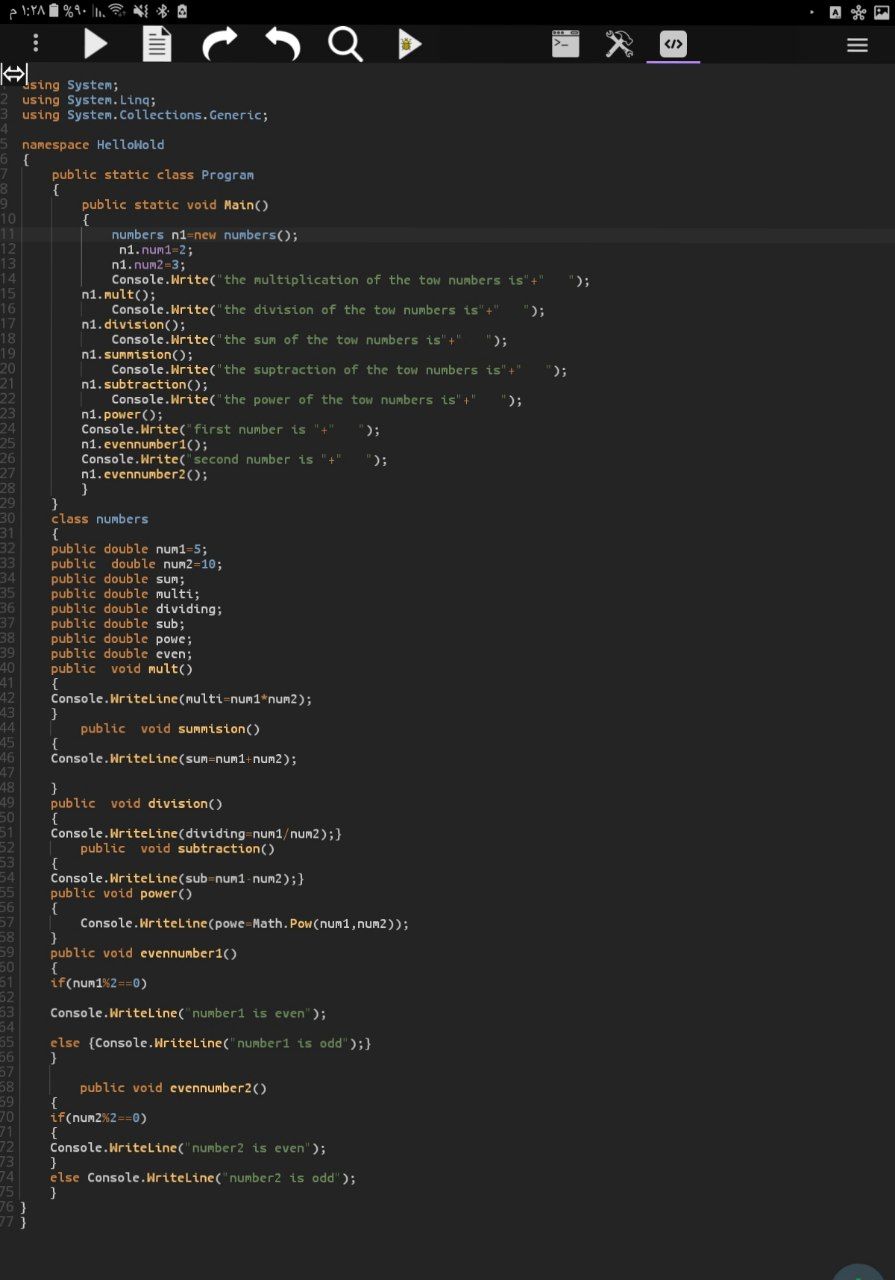 م ١:٢٨ %٩٠
1 using System;
2 using System.Linq;
3 using System.Collections.Generic;
4
5 namespace HelloWold
6 {
7 public static class Program
8 {
9 public static void Main()
10 {
11 numbers n1=new numbers();
12 n1.num1=2;
13 n1.num2=3;
14 Console.Write("the multiplication of the tow numbers is"+"   ");
15 n1.mult();
16 Console.Write("the division of the tow numbers is"+"   ");
17 n1.division();
18 Console.Write("the sum of the tow numbers is"+"   ");
19 n1.summision();
20 Console.Write("the suptraction of the tow numbers is"+"   ");
21 n1.subtraction();
22 Console.Write("the power of the tow numbers is"+"   ");
23 n1.power();
24 Console.Write("first number is "+"   ");
25 n1.evennumber1();
26 Console.Write("second number is "+"   ");
27 n1.evennumber2();
28 }
29 }
30 class numbers
31 {
32 public double num1=5;
33 public  double num2=10;
34 public double sum;
35 public double multi;
36 public double dividing;
37 public double sub;
38 public double powe;
39 public double even;
40 public  void mult()
41 {
42 Console.WriteLine(multi=num1*num2);
43 }
44 public  void summision()
45 {
46 Console.WriteLine(sum=num1+num2);
47
48 }
49 public  void division()
50 {
51 Console.WriteLine(dividing=num1/num2);}
52 public  void subtraction()
53 {
54 Console.WriteLine(sub=num1-num2);}
55 public void power()
56 {
57 Console.WriteLine(powe=Math.Pow(num1,num2));
58 }
59 public void evennumber1()
60 {
61 if(num1%2==0)
62
63 Console.WriteLine("number1 is even");
64
65 else {Console.WriteLine("number1 is odd");}
66 }
67
68 public void evennumber2()
69 {
70 if(num2%2==0)
71 {
72 Console.WriteLine("number2 is even");
73 }
74 else Console.WriteLine("number2 is odd");
75 }
76 }
77 }